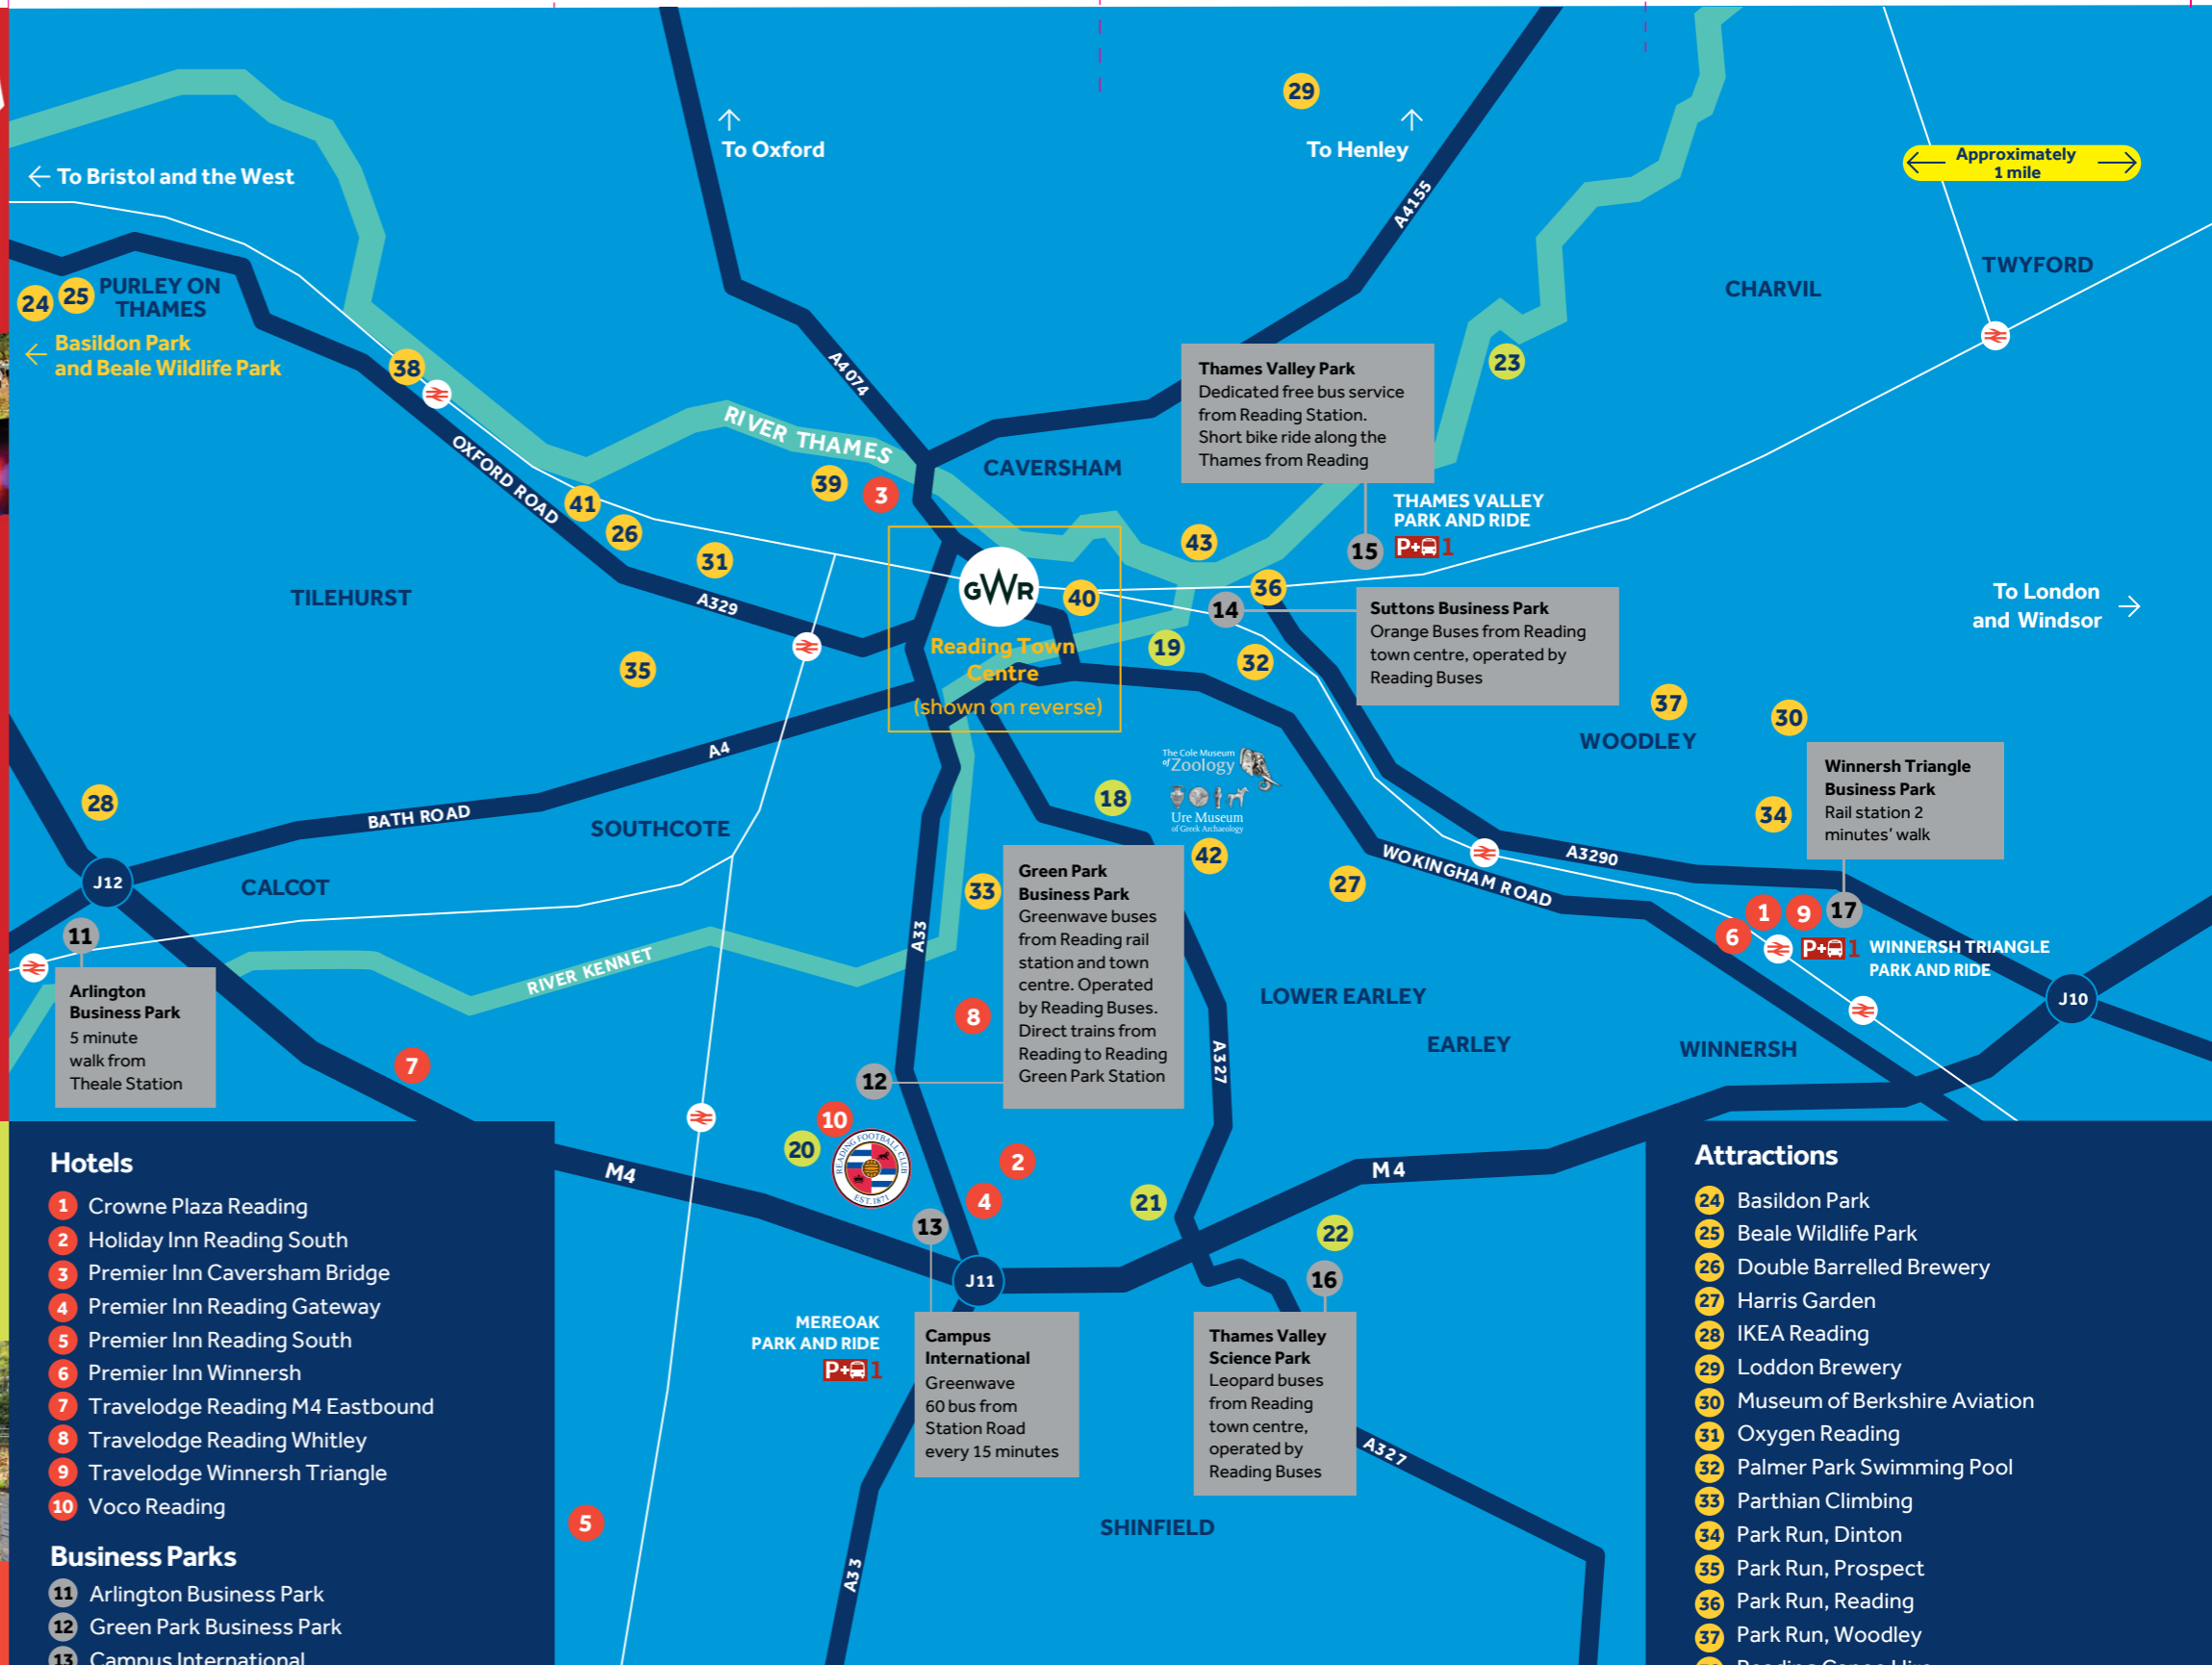 ← To Bristol and the West
↑
To Oxford
29
↑
To Henley
A4155
← Approximately →
1 mile
TWYFORD
CHARVIL
24
25
PURLEY ON
THAMES
← Basildon Park
and Beale Wildlife Park
38
A4074
23
Thames Valley Park
Dedicated free bus service
from Reading Station.
Short bike ride along the
Thames from Reading
RIVER THAMES
OXFORD ROAD
CAVERSHAM
39
3
41
26
31
THAMES VALLEY
PARK AND RIDE
P+ 1
15
43
GWR
40
36
14
Suttons Business Park
Orange Buses from Reading
town centre, operated by
Reading Buses
To London
and Windsor →
TILEHURST
A329
Reading Town
Centre
(shown on reverse)
19
32
35
37
30
WOODLEY
A4
The Cole Museum
of Zoology
Ure Museum
of Greek Archaeology
Winnersh Triangle
Business Park
Rail station 2
minutes' walk
28
BATH ROAD
SOUTHCOTE
18
34
42
WOKINGHAM ROAD
A3290
J12
CALCOT
33
27
Green Park
Business Park
Greenwave buses
from Reading rail
station and town
centre. Operated
by Reading Buses.
Direct trains from
Reading to Reading
Green Park Station
1
9
17
6
P+ 1
WINNERSH TRIANGLE
PARK AND RIDE
11
A33
RIVER KENNET
Arlington
Business Park
5 minute
walk from
Theale Station
LOWER EARLEY
J10
8
EARLEY
WINNERSH
A327
7
12
10
20
READING FOOTBALL CLUB
EST. 1871
2
4
M4
M4
21
22
13
16
J11
MEREOAK
PARK AND RIDE
P+ 1
Campus
International
Greenwave
60 bus from
Station Road
every 15 minutes
Thames Valley
Science Park
Leopard buses
from Reading
town centre,
operated by
Reading Buses
A327
5
SHINFIELD
A33
Hotels
1 Crowne Plaza Reading
2 Holiday Inn Reading South
3 Premier Inn Caversham Bridge
4 Premier Inn Reading Gateway
5 Premier Inn Reading South
6 Premier Inn Winnersh
7 Travelodge Reading M4 Eastbound
8 Travelodge Reading Whitley
9 Travelodge Winnersh Triangle
10 Voco Reading
Business Parks
11 Arlington Business Park
12 Green Park Business Park
13 Campus International
Attractions
24 Basildon Park
25 Beale Wildlife Park
26 Double Barrelled Brewery
27 Harris Garden
28 IKEA Reading
29 Loddon Brewery
30 Museum of Berkshire Aviation
31 Oxygen Reading
32 Palmer Park Swimming Pool
33 Parthian Climbing
34 Park Run, Dinton
35 Park Run, Prospect
36 Park Run, Reading
37 Park Run, Woodley